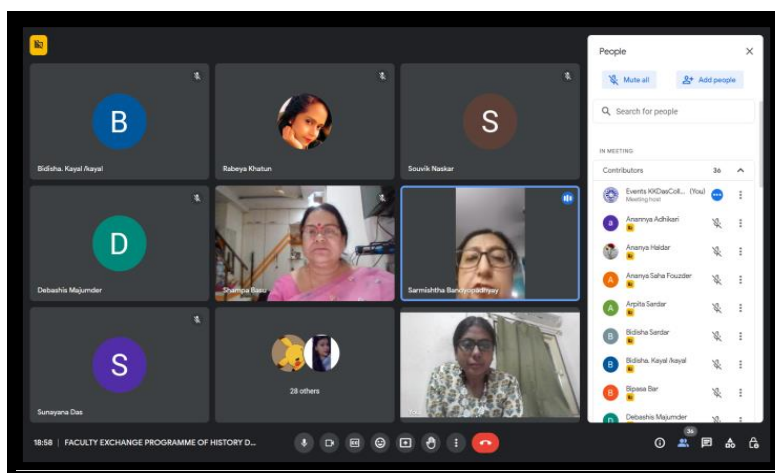 B
Bidisha. Kayal /kayal
Rabeya Khatun
S
Souvik Naskar
D
Debashis Majumder
Shampa Basu
Sarmishtha Bandyopadhyay
S
Sunayana Das
28 others
You
18:58 | FACULTY EXCHANGE PROGRAMME OF HISTORY D...
People
Mute all
Add people
Search for people
IN MEETING
Contributors 36
Events KKDasColl... (You)
Meeting host
a Anannya Adhikari
Ananya Haldar
A Ananya Saha Fouzder
A Arpita Sardar
B Bidisha Sardar
B Bidisha. Kayal /kayal
B Bipasa Bar
D Debashis Majumder
36